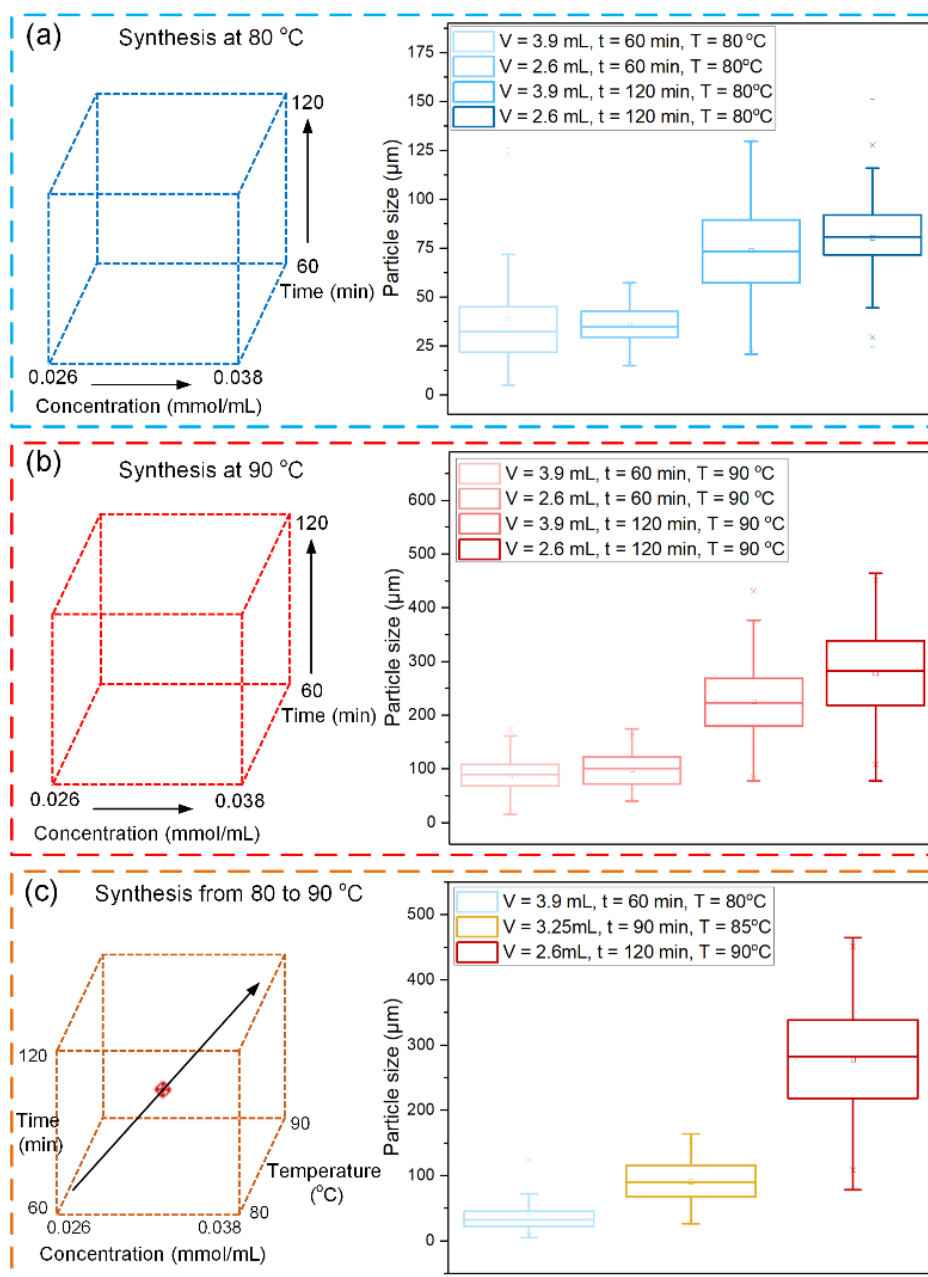 (a)
Synthesis at 80 °C
120
60
Time (min)
0.026
0.038
Concentration (mmol/mL)
Particle size (µm)
175
150
125
100
75
50
25
0
V = 3.9 mL, t = 60 min, T = 80°C
V = 2.6 mL, t = 60 min, T = 80°C
V = 3.9 mL, t = 120 min, T = 80°C
V = 2.6 mL, t = 120 min, T = 80°C
(b)
Synthesis at 90 °C
120
60
Time (min)
0.026
0.038
Concentration (mmol/mL)
Particle size (µm)
600
500
400
300
200
100
0
V = 3.9 mL, t = 60 min, T = 90 °C
V = 2.6 mL, t = 60 min, T = 90 °C
V = 3.9 mL, t = 120 min, T = 90 °C
V = 2.6 mL, t = 120 min, T = 90 °C
(c)
Synthesis from 80 to 90 °C
120
Time
(min)
60
90
Temperature
(°C)
80
0.026
0.038
Concentration (mmol/mL)
Particle size (µm)
500
400
300
200
100
0
V = 3.9 mL, t = 60 min, T = 80°C
V = 3.25mL, t = 90 min, T = 85°C
V = 2.6mL, t = 120 min, T = 90°C